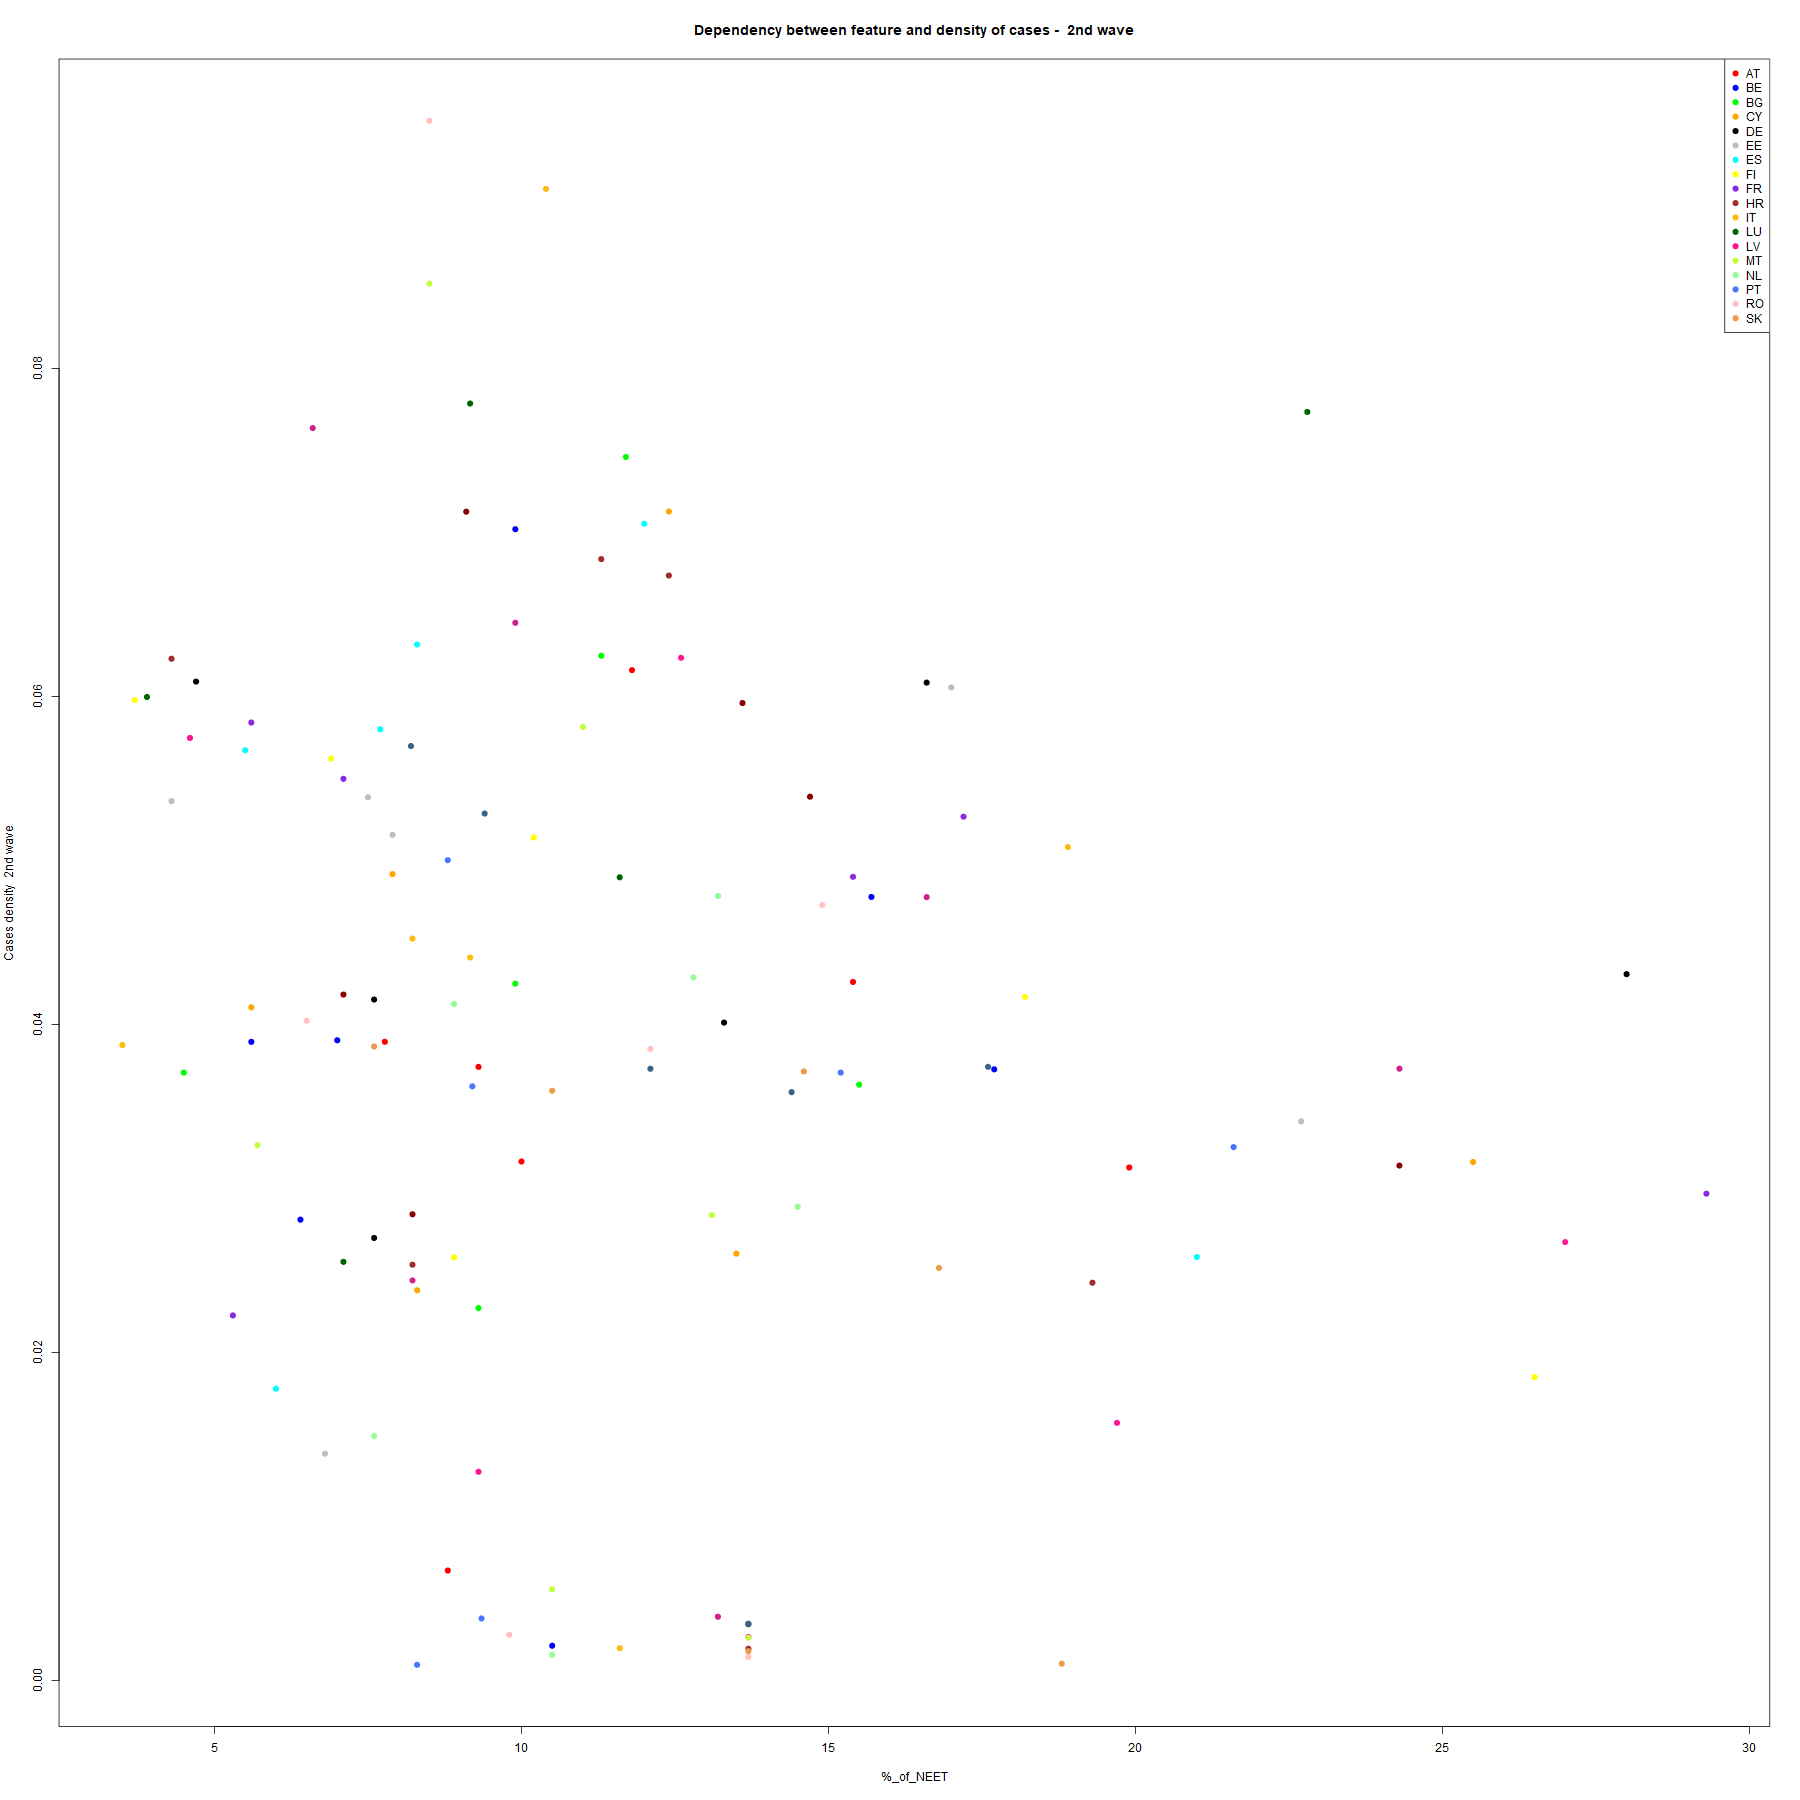 Dependency between feature and density of cases -  2nd wave
AT
BE
BG
CY
DE
EE
ES
FI
FR
HR
IT
LU
LV
MT
NL
PT
RO
SK
Cases density  2nd wave
0.08
0.06
0.04
0.02
0.00
5 10 15 20 25 30
%_of_NEET